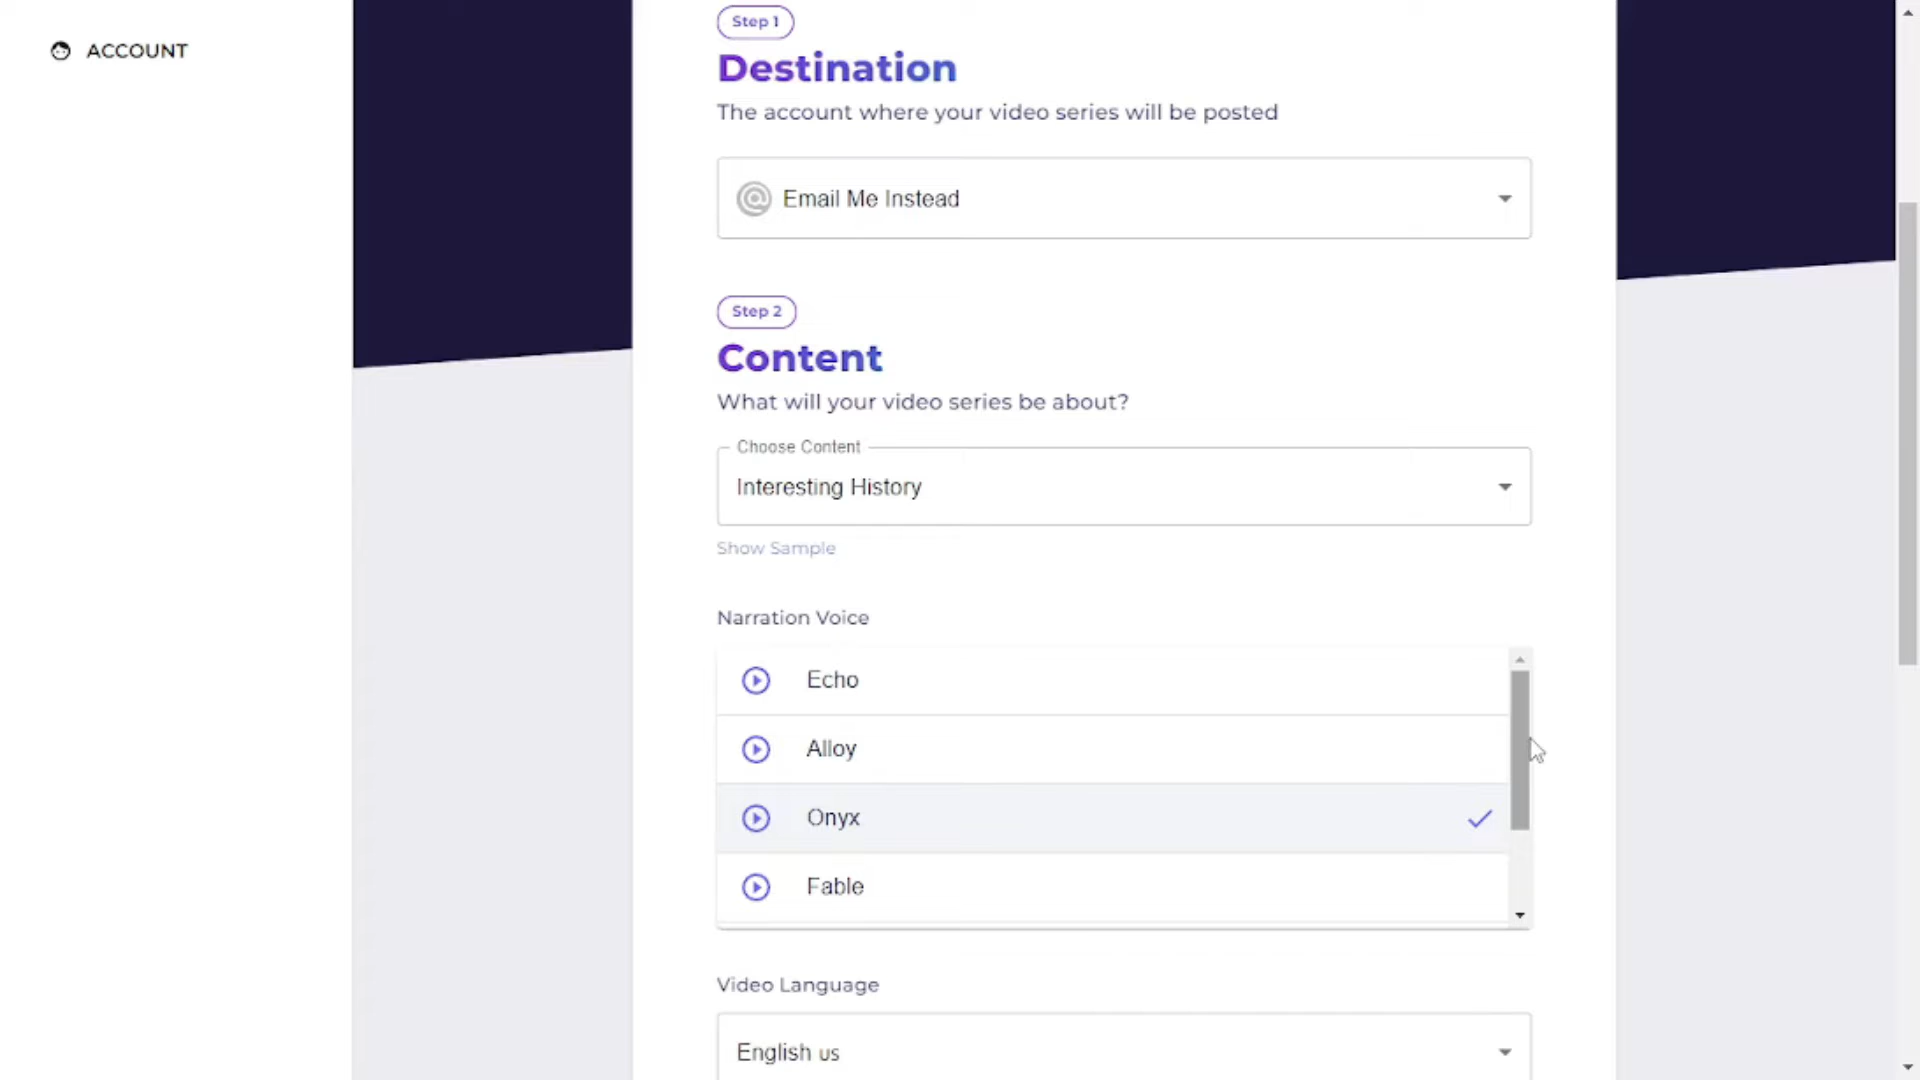 ACCOUNT
Step 1
Destination
The account where your video series will be posted
Email Me Instead
Step 2
Content
What will your video series be about?
Choose Content
Interesting History
Show Sample
Narration Voice
Echo
Alloy
Onyx
Fable
Video Language
English us